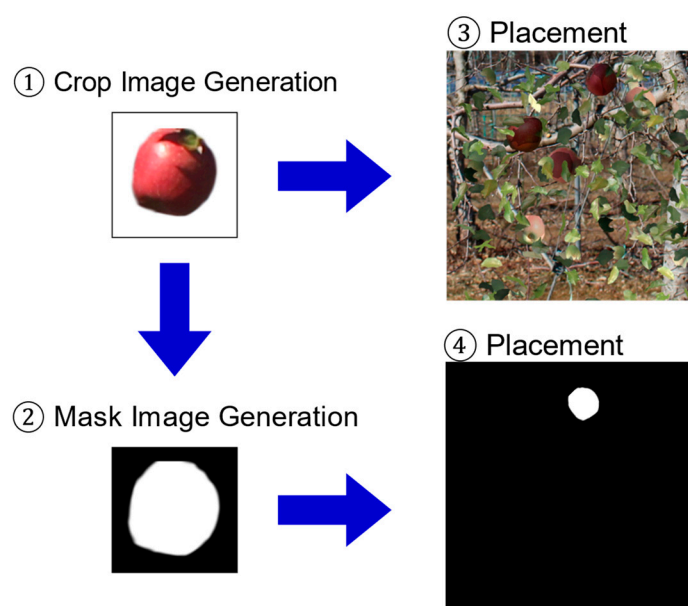 ① Crop Image Generation
② Mask Image Generation
③ Placement
④ Placement